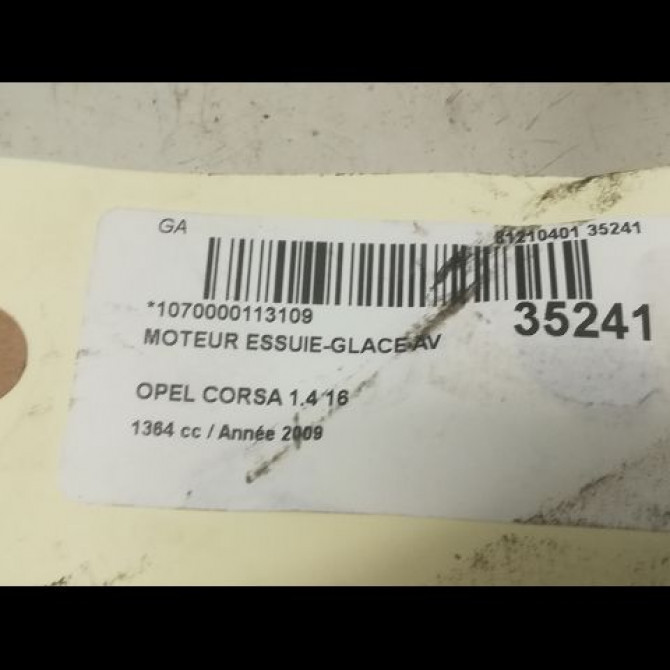 GA
81210401 35241
*1070000113109
35241
MOTEUR ESSUIE-GLACE AV
OPEL CORSA 1.4 16
1364 cc / Année 2009